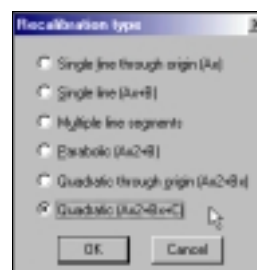 Recalibration type
Single line through origin (Ax)
Single line (Ax+B)
Multiple line segments
Parabolic (Ax2+B)
Quadratic through origin (Ax2+Bx)
Quadratic (Ax2+Bx+C)
OK
Cancel